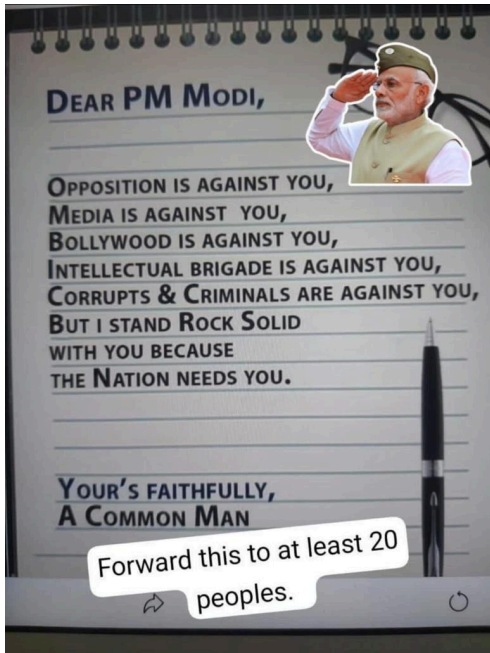 DEAR PM MODI,
OPPOSITION IS AGAINST YOU,
MEDIA IS AGAINST YOU,
BOLLYWOOD IS AGAINST YOU,
INTELLECTUAL BRIGADE IS AGAINST YOU,
CORRUPTS & CRIMINALS ARE AGAINST YOU,
BUT I STAND ROCK SOLID
WITH YOU BECAUSE
THE NATION NEEDS YOU.
YOUR'S FAITHFULLY,
A COMMON MAN
Forward this to at least 20
peoples.